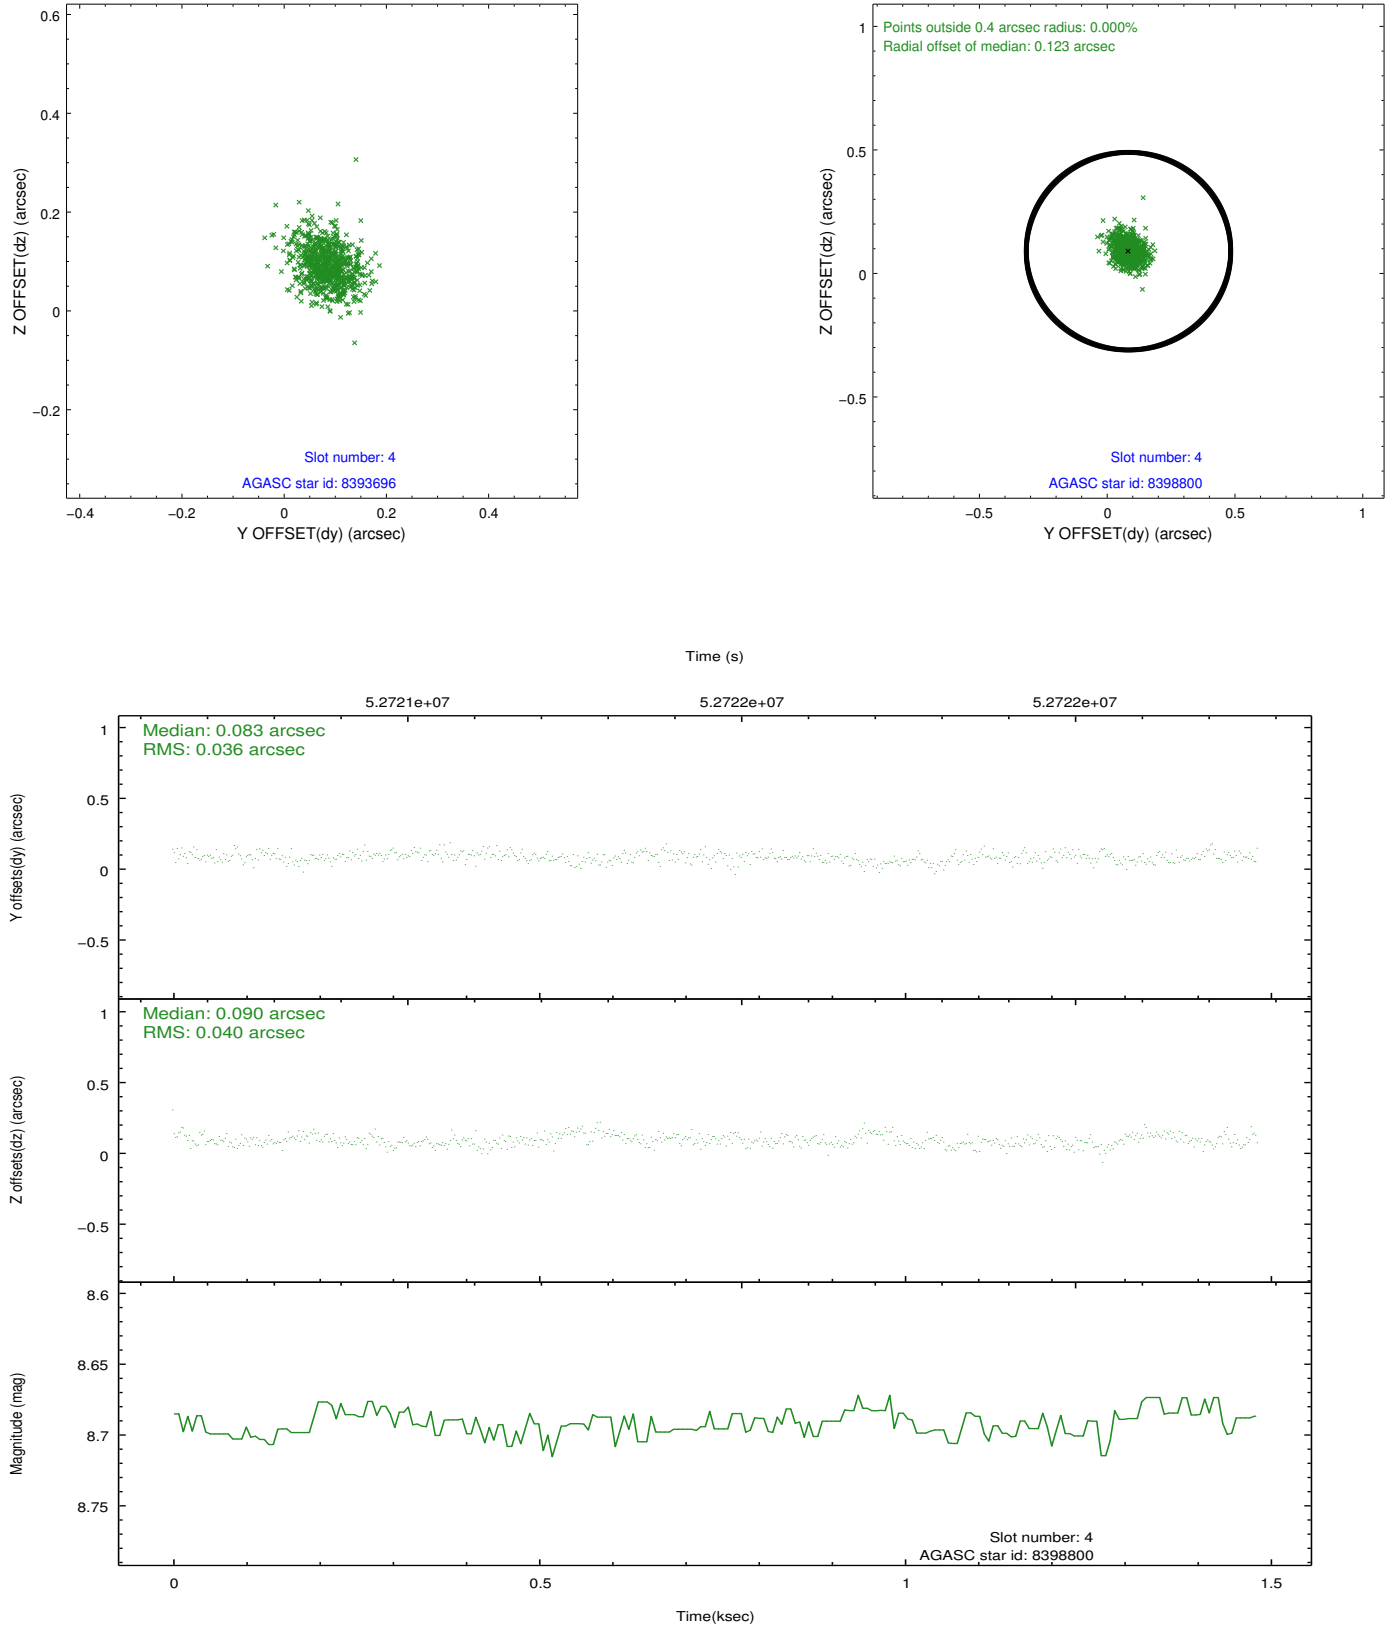 0.6
0.4
0.2
0
−0.2
Z OFFSET(dz) (arcsec)
Slot number: 4
AGASC star id: 8393696
−0.4
−0.2
0
0.2
0.4
Y OFFSET(dy) (arcsec)
Points outside 0.4 arcsec radius: 0.000%
Radial offset of median: 0.123 arcsec
1
0.5
0
−0.5
Z OFFSET(dz) (arcsec)
Slot number: 4
AGASC star id: 8398800
−0.5
0
0.5
1
Y OFFSET(dy) (arcsec)
Time (s)
5.2721e+07
5.2722e+07
5.2722e+07
Median: 0.083 arcsec
RMS: 0.036 arcsec
1
0.5
0
−0.5
Y offsets(dy) (arcsec)
Median: 0.090 arcsec
RMS: 0.040 arcsec
1
0.5
0
−0.5
Z offsets(dz) (arcsec)
8.6
8.65
8.7
8.75
Magnitude (mag)
Slot number: 4
AGASC star id: 8398800
0
0.5
1
1.5
Time(ksec)